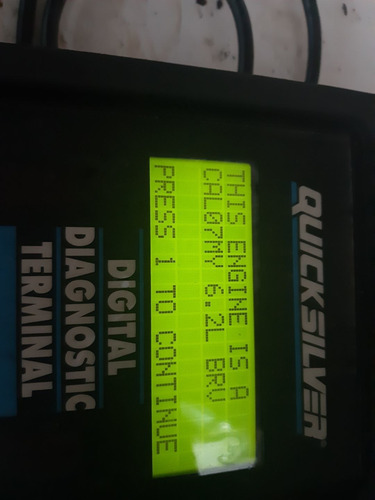 QUICKSILVER
THIS ENGINE IS A
CAL07MY 6.2L BRV
PRESS 1 TO CONTINUE
DIGITAL
DIAGNOSTIC
TERMINAL